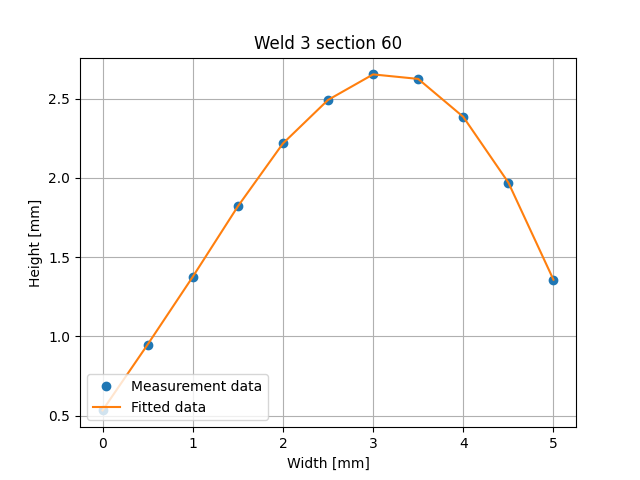 Weld 3 section 60
Height [mm]
2.5
2.0
1.5
1.0
0.5
Measurement data
Fitted data
0 1 2 3 4 5
Width [mm]